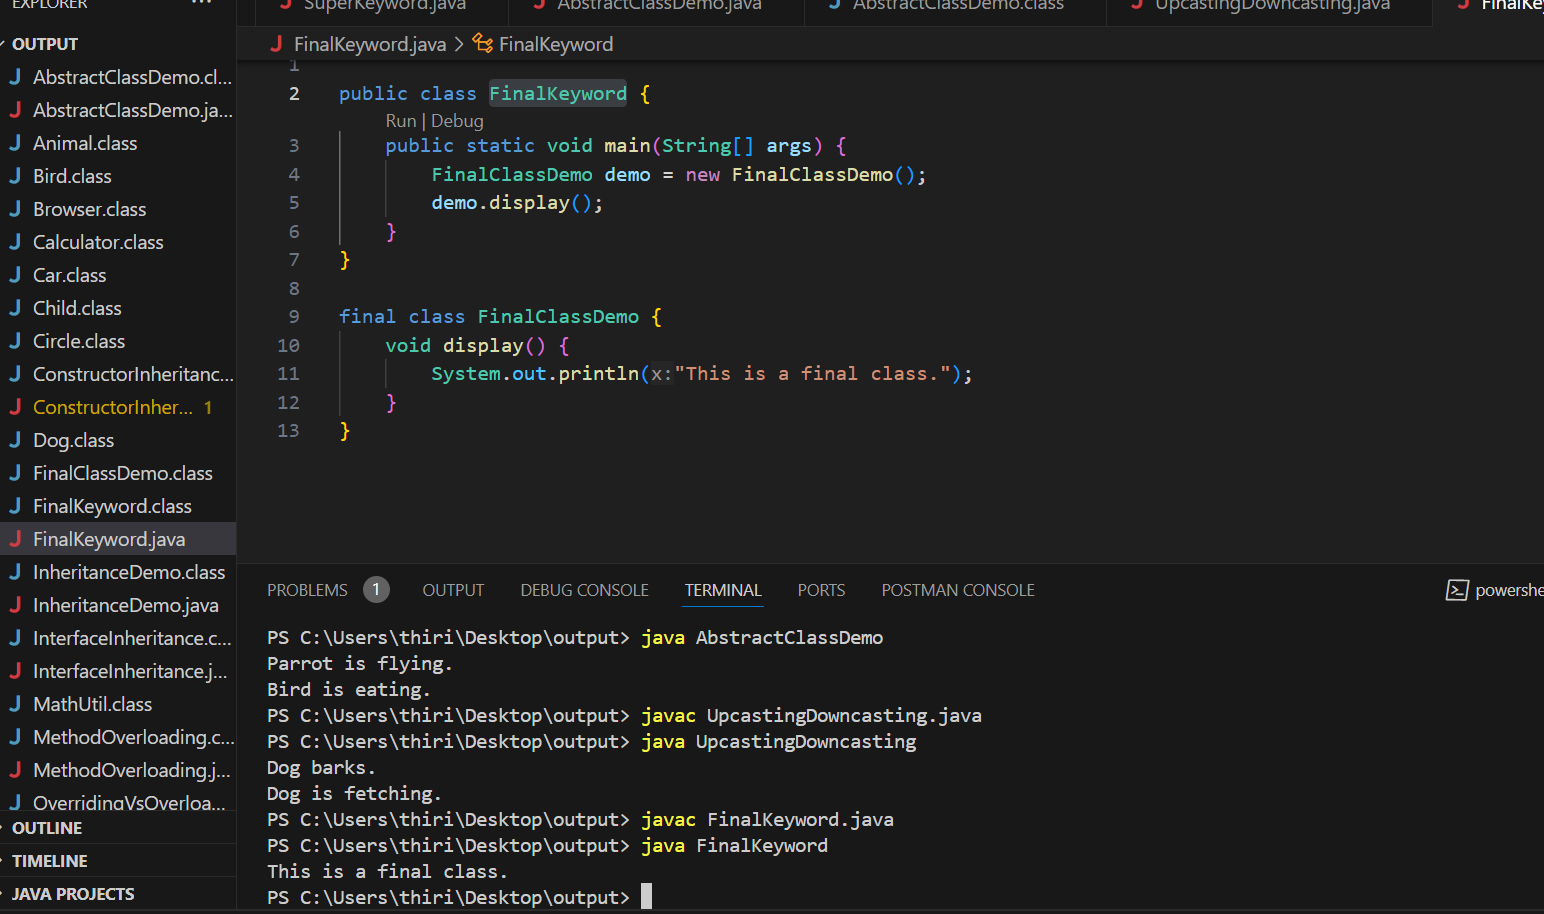 EXPLORER ...
SuperKeyword.java AbstractClassDemo.java AbstractClassDemo.class UpcastingDowncasting.java FinalKey
OUTPUT
AbstractClassDemo.cl...
AbstractClassDemo.ja...
Animal.class
Bird.class
Browser.class
Calculator.class
Car.class
Child.class
Circle.class
ConstructorInheritanc...
ConstructorInher... 1
Dog.class
FinalClassDemo.class
FinalKeyword.class
FinalKeyword.java
InheritanceDemo.class
InheritanceDemo.java
InterfaceInheritance.c...
InterfaceInheritance.j...
MathUtil.class
MethodOverloading.c...
MethodOverloading.j...
OverridingVsOverloa...
OUTLINE
TIMELINE
JAVA PROJECTS
FinalKeyword.java > FinalKeyword
1
2 public class FinalKeyword {
Run | Debug
3 public static void main(String[] args) {
4 FinalClassDemo demo = new FinalClassDemo();
5 demo.display();
6 }
7 }
8
9 final class FinalClassDemo {
10 void display() {
11 System.out.println(x:"This is a final class.");
12 }
13 }
PROBLEMS 1 OUTPUT DEBUG CONSOLE TERMINAL PORTS POSTMAN CONSOLE powershe
PS C:\Users\thiri\Desktop\output> java AbstractClassDemo
Parrot is flying.
Bird is eating.
PS C:\Users\thiri\Desktop\output> javac UpcastingDowncasting.java
PS C:\Users\thiri\Desktop\output> java UpcastingDowncasting
Dog barks.
Dog is fetching.
PS C:\Users\thiri\Desktop\output> javac FinalKeyword.java
PS C:\Users\thiri\Desktop\output> java FinalKeyword
This is a final class.
PS C:\Users\thiri\Desktop\output>